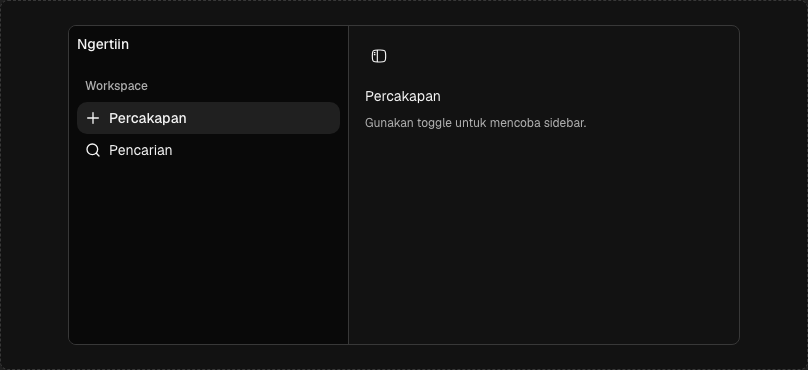 Ngertiin
Workspace
Percakapan
Pencarian
Percakapan
Gunakan toggle untuk mencoba sidebar.